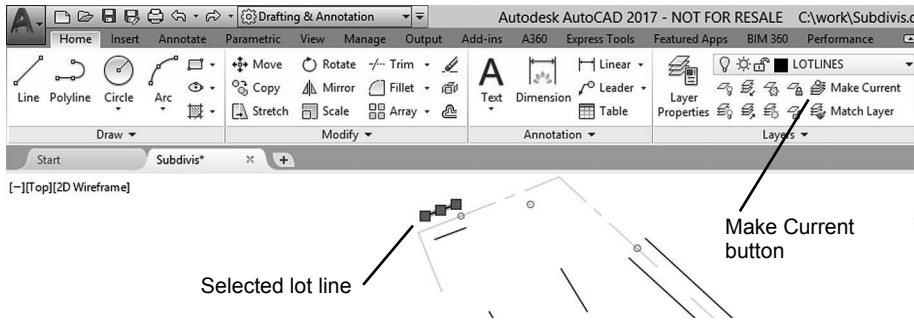 Autodesk AutoCAD 2017 - NOT FOR RESALE C:\work\Subdivis.d
Drafting & Annotation
Home Insert Annotate Parametric View Manage Output Add-ins A360 Express Tools Featured Apps BIM 360 Performance
Line Polyline Circle Arc
Move Rotate Trim
Copy Mirror Fillet
Stretch Scale Array
Text Dimension
Linear
Leader
Table
Layer Properties
LOTLINES
Make Current
Match Layer
Draw Modify Annotation Layers
Start Subdivis* +
[−][Top][2D Wireframe]
Make Current
button
Selected lot line